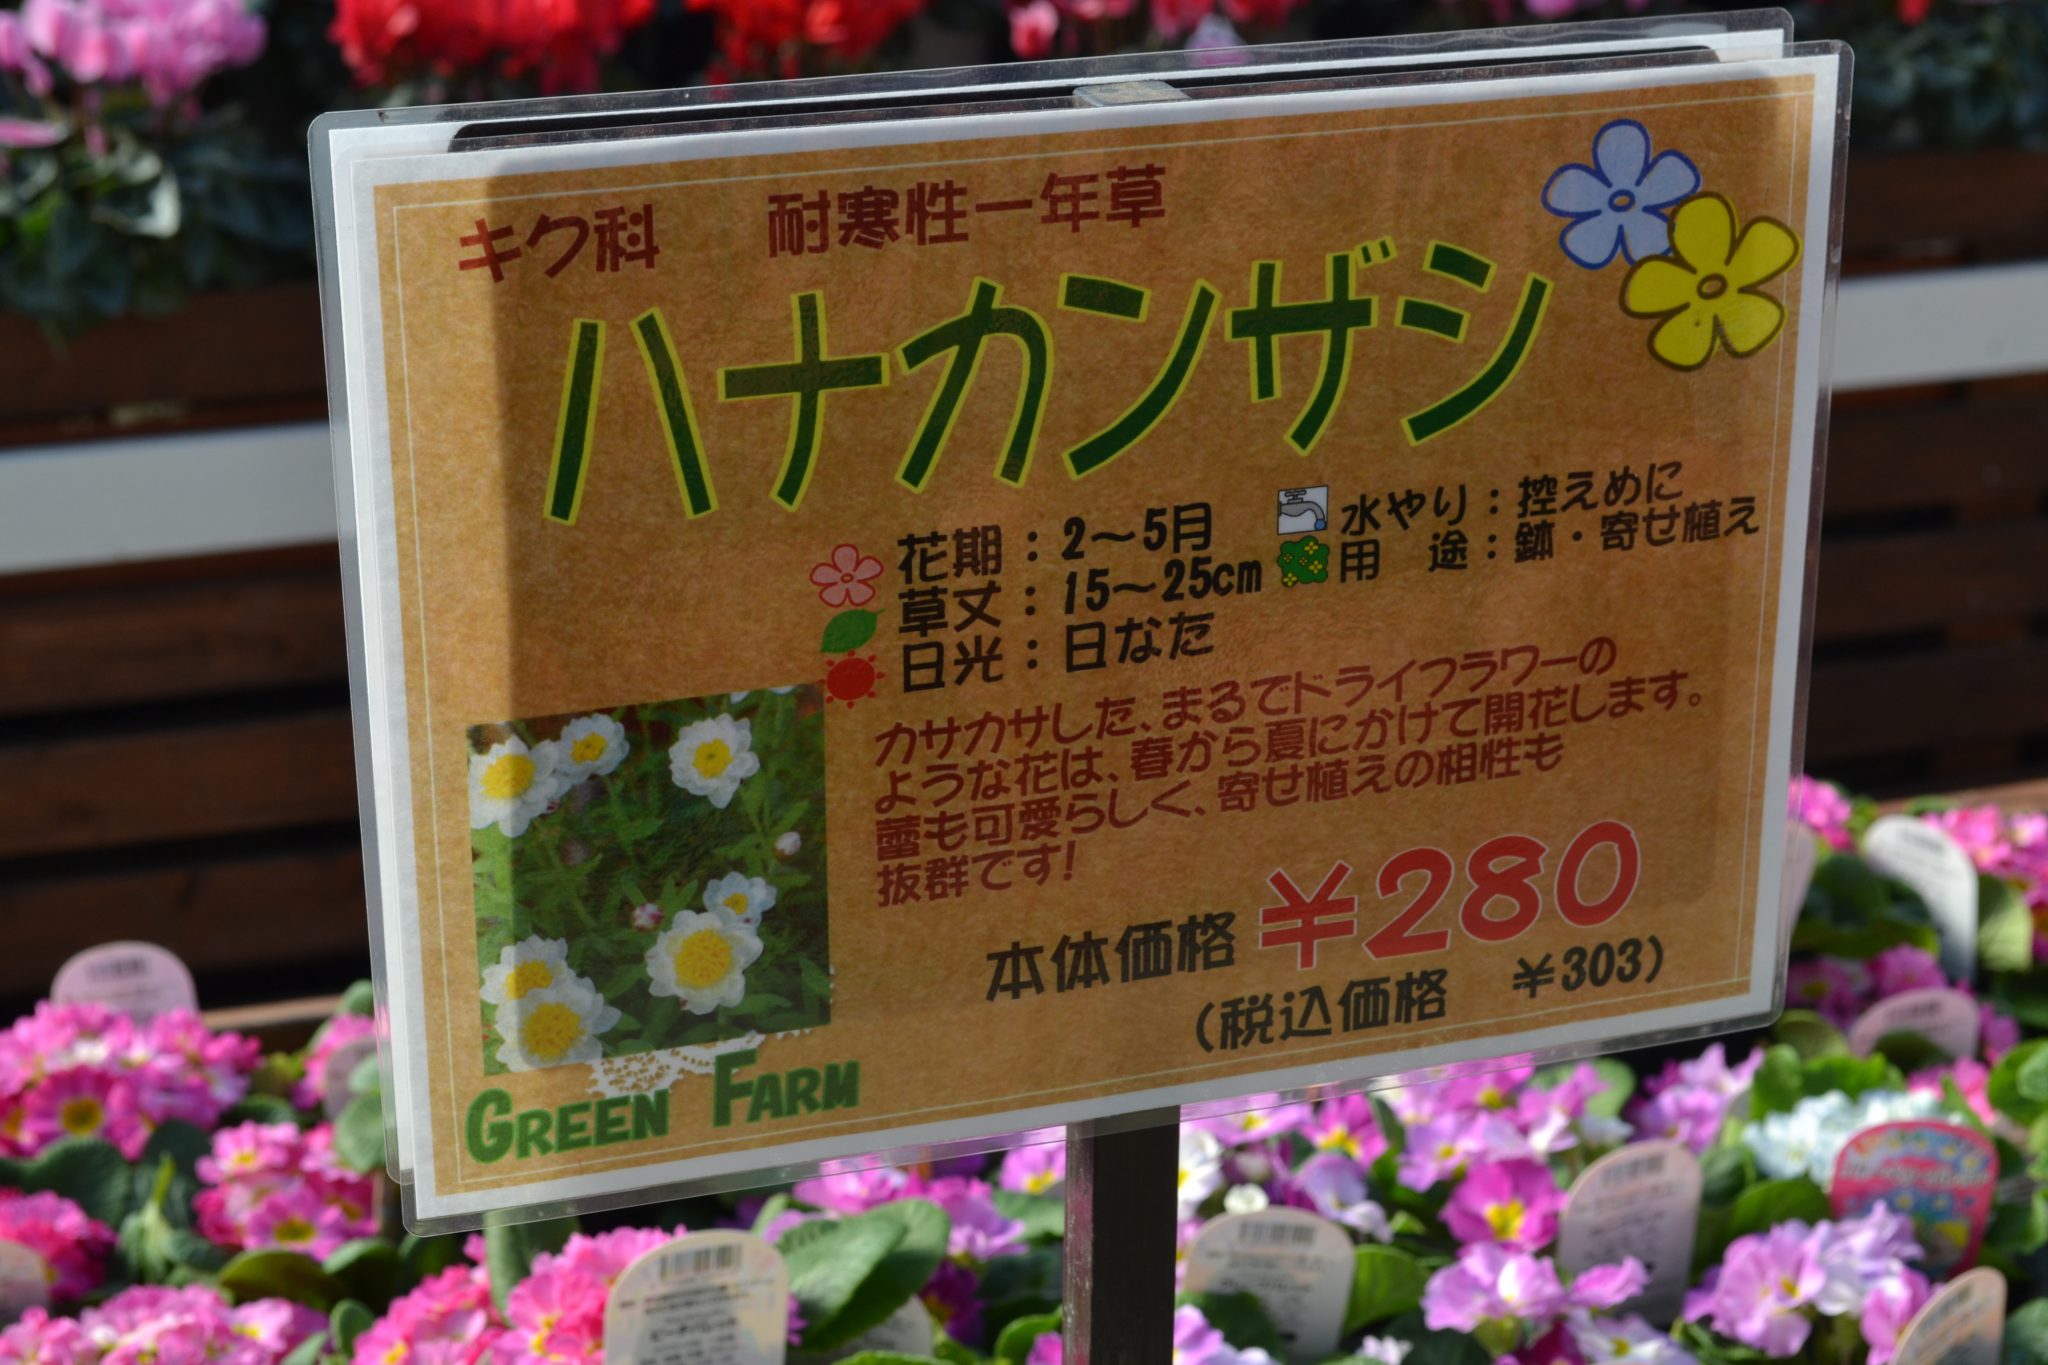 キク科　耐寒性一年草
ハナカンザシ
花期：2～5月
草丈：15～25cm
日光：日なた
水やり：控えめに
用　途：鉢・寄せ植え
カサカサした、まるでドライフラワーの
ような花は、春から夏にかけて開花します。
蕾も可愛らしく、寄せ植えの相性も
抜群です!
本体価格 ￥280
(税込価格　￥303)
GREEN FARM